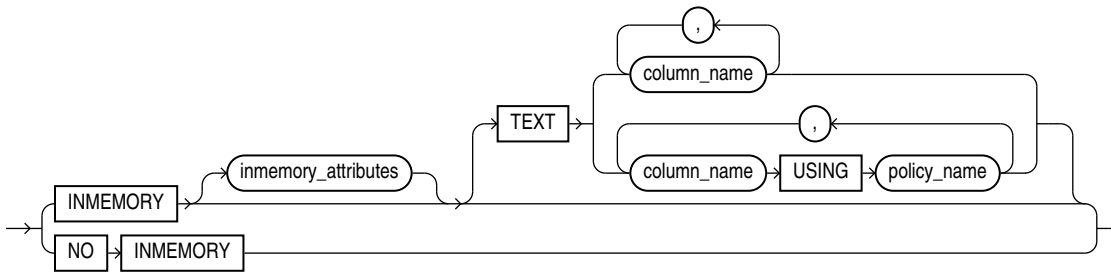 ,
column_name
TEXT
,
column_name USING policy_name
inmemory_attributes
INMEMORY
NO INMEMORY